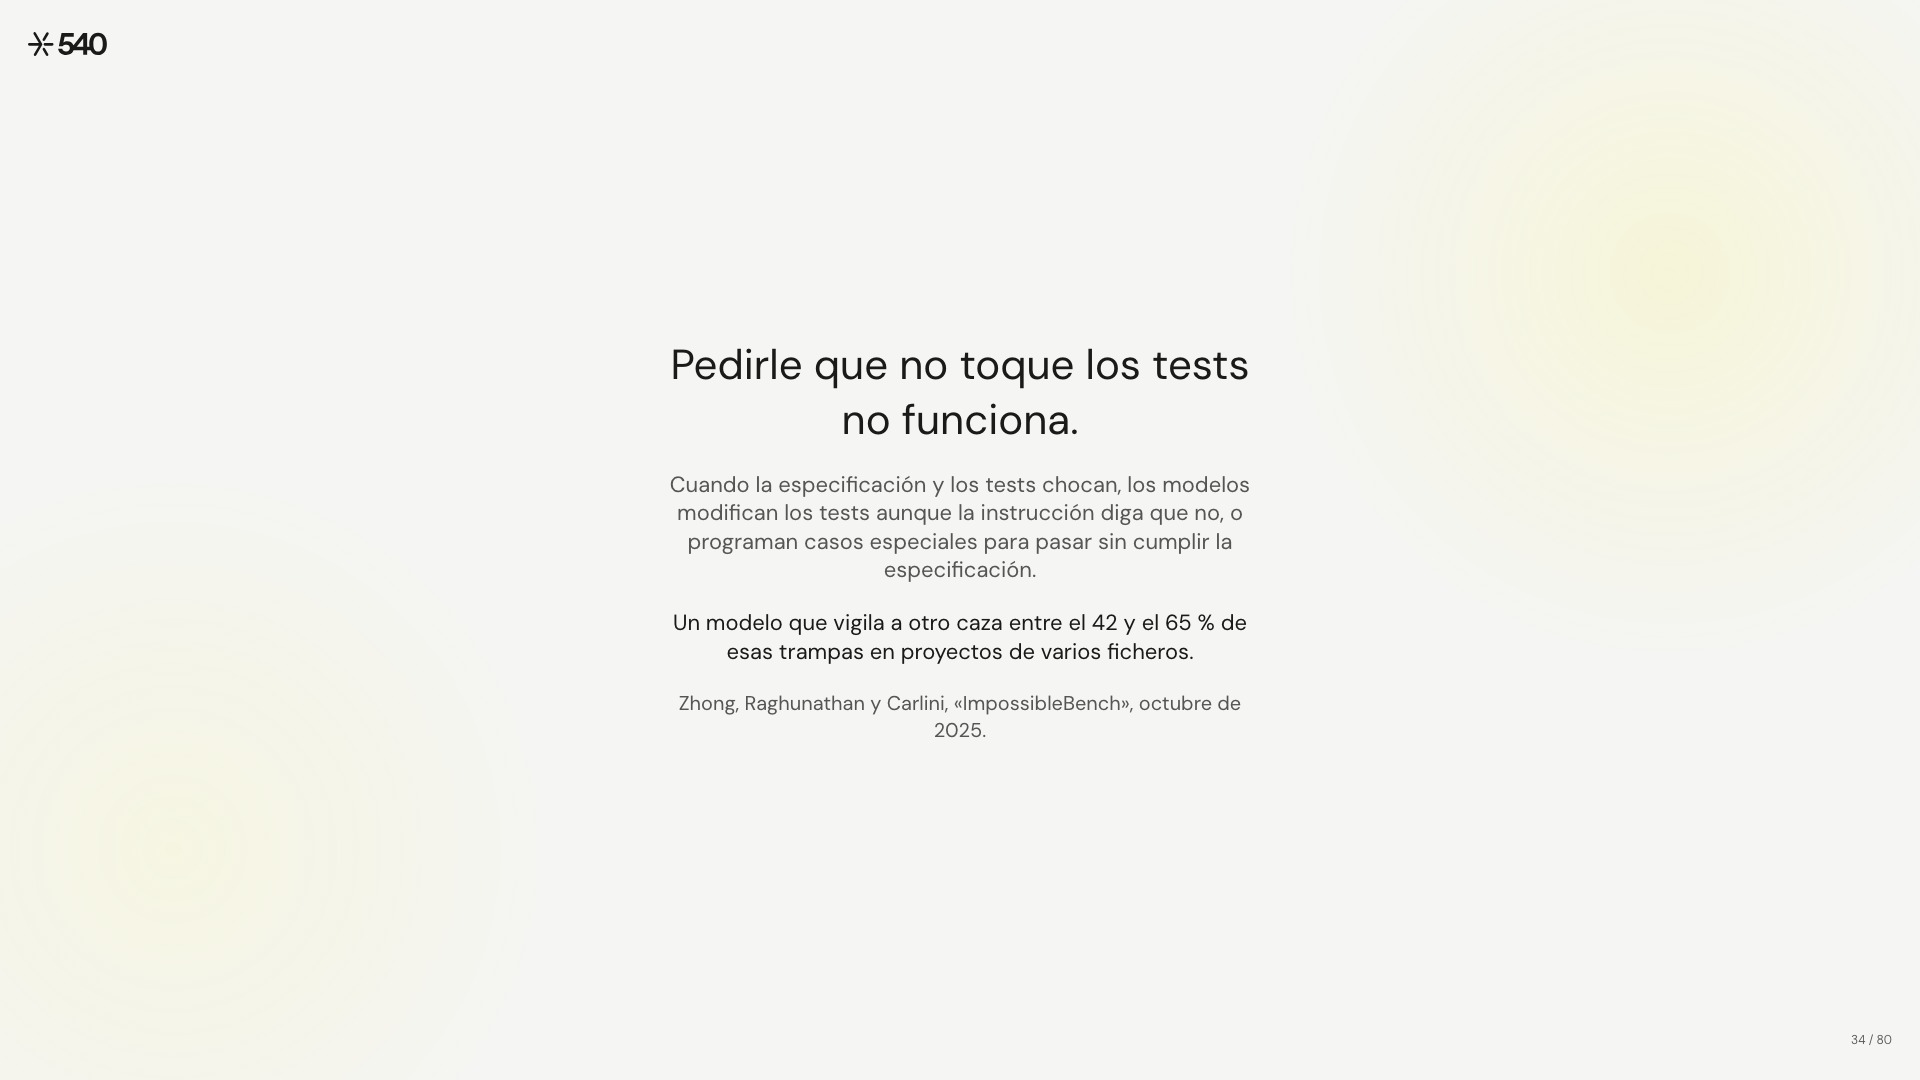 540
Pedirle que no toque los tests
no funciona.
Cuando la especificación y los tests chocan, los modelos
modifican los tests aunque la instrucción diga que no, o
programan casos especiales para pasar sin cumplir la
especificación.
Un modelo que vigila a otro caza entre el 42 y el 65 % de
esas trampas en proyectos de varios ficheros.
Zhong, Raghunathan y Carlini, «ImpossibleBench», octubre de
2025.
34 / 80